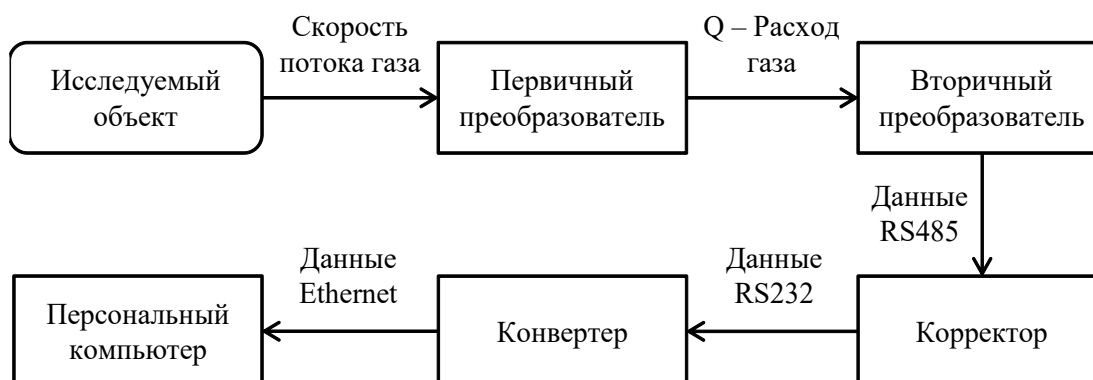 Исследуемый
объект
Скорость
потока газа
Первичный
преобразователь
Q – Расход
газа
Вторичный
преобразователь
Данные
RS485
Корректор
Данные
RS232
Конвертер
Данные
Ethernet
Персональный
компьютер